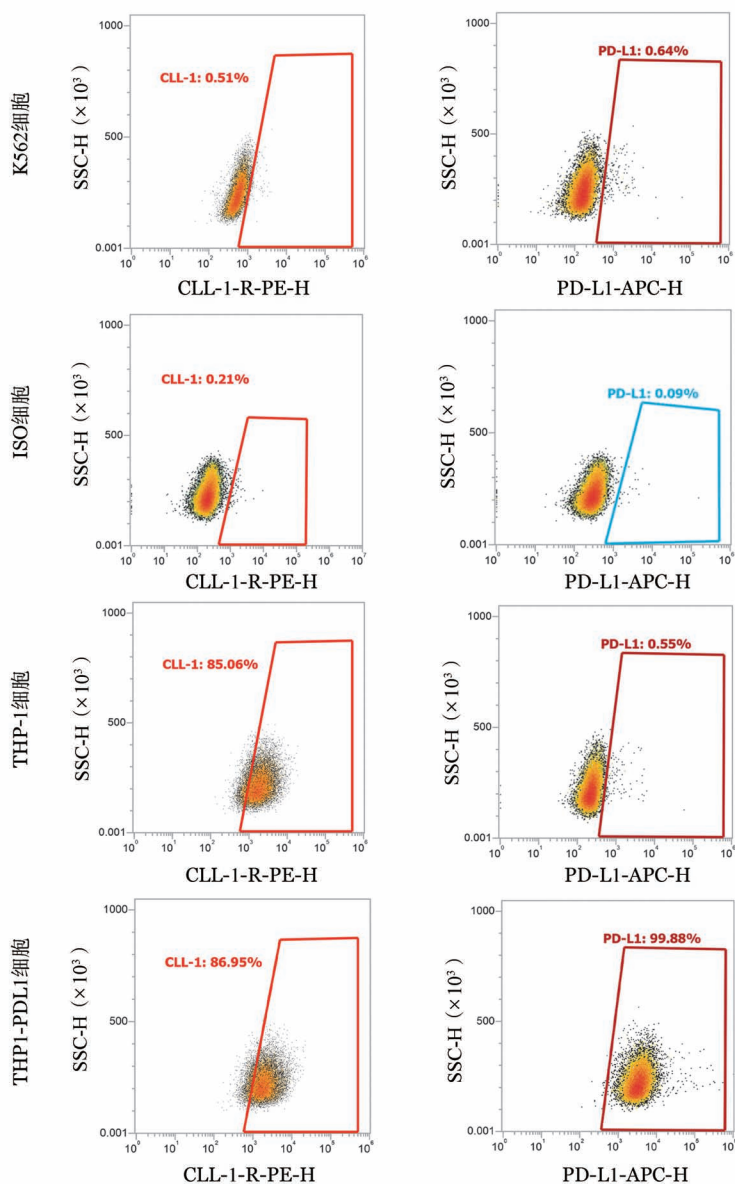 K562细胞
1000
500
0.001
SSC-H（×10³）
CLL-1: 0.51%
10⁰ 10¹ 10² 10³ 10⁴ 10⁵ 10⁶
CLL-1-R-PE-H
1000
500
0.001
SSC-H（×10³）
PD-L1: 0.64%
10⁰ 10¹ 10² 10³ 10⁴ 10⁵ 10⁶
PD-L1-APC-H
ISO细胞
1000
500
0.001
SSC-H（×10³）
CLL-1: 0.21%
10⁰ 10¹ 10² 10³ 10⁴ 10⁵ 10⁶ 10⁷
CLL-1-R-PE-H
1000
500
0.001
SSC-H（×10³）
PD-L1: 0.09%
10⁰ 10¹ 10² 10³ 10⁴ 10⁵ 10⁶
PD-L1-APC-H
THP-1细胞
1000
500
0.001
SSC-H（×10³）
CLL-1: 85.06%
10⁰ 10¹ 10² 10³ 10⁴ 10⁵ 10⁶
CLL-1-R-PE-H
1000
500
0.001
SSC-H（×10³）
PD-L1: 0.55%
10⁰ 10¹ 10² 10³ 10⁴ 10⁵ 10⁶
PD-L1-APC-H
THP1-PDL1细胞
1000
500
0.001
SSC-H（×10³）
CLL-1: 86.95%
10⁰ 10¹ 10² 10³ 10⁴ 10⁵ 10⁶
CLL-1-R-PE-H
1000
500
0.001
SSC-H（×10³）
PD-L1: 99.88%
10⁰ 10¹ 10² 10³ 10⁴ 10⁵ 10⁶
PD-L1-APC-H